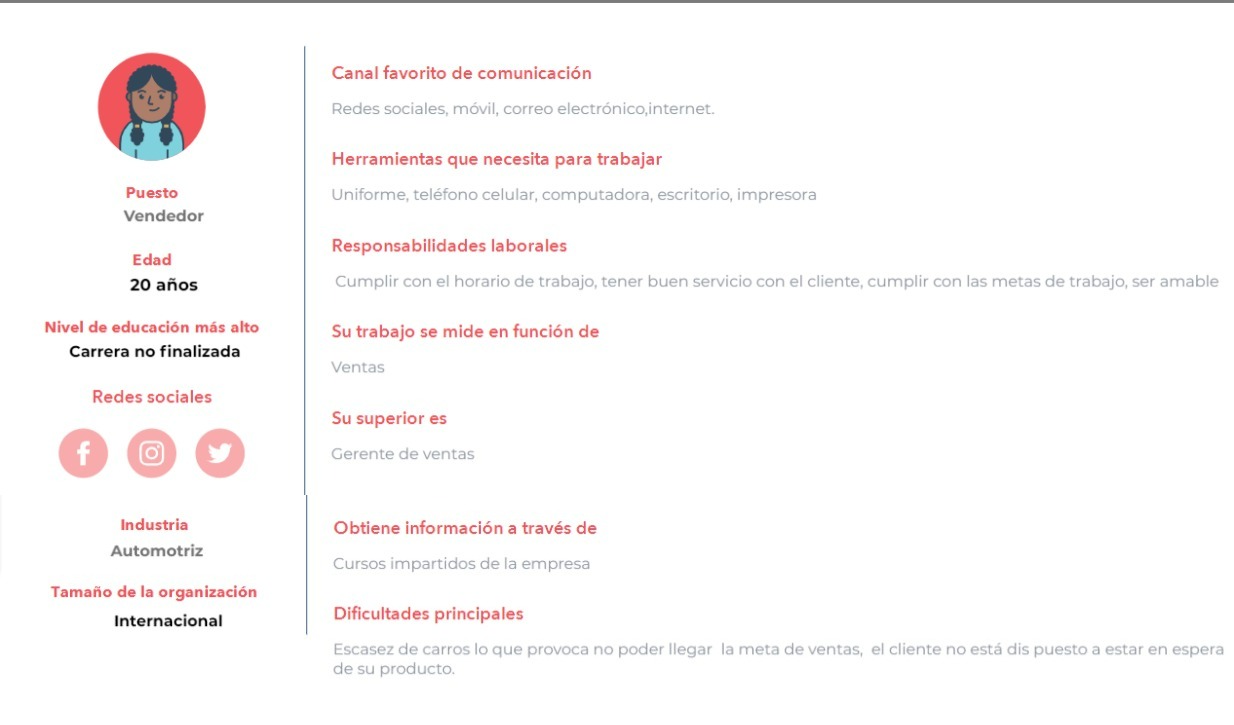 Puesto
Vendedor
Edad
20 años
Nivel de educación más alto
Carrera no finalizada
Redes sociales
Industria
Automotriz
Tamaño de la organización
Internacional
Canal favorito de comunicación
Redes sociales, móvil, correo electrónico,internet.
Herramientas que necesita para trabajar
Uniforme, teléfono celular, computadora, escritorio, impresora
Responsabilidades laborales
Cumplir con el horario de trabajo, tener buen servicio con el cliente, cumplir con las metas de trabajo, ser amable
Su trabajo se mide en función de
Ventas
Su superior es
Gerente de ventas
Obtiene información a través de
Cursos impartidos de la empresa
Dificultades principales
Escasez de carros lo que provoca no poder llegar  la meta de ventas,  el cliente no está dis puesto a estar en espera
de su producto.